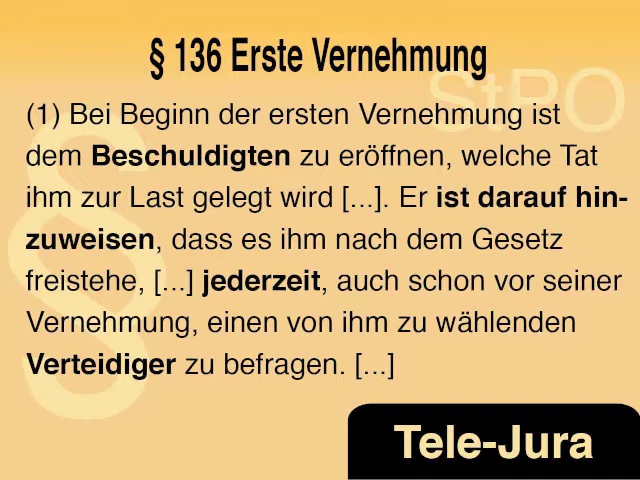 § 136 Erste Vernehmung
StPO
(1) Bei Beginn der ersten Vernehmung ist
dem Beschuldigten zu eröffnen, welche Tat
ihm zur Last gelegt wird [...]. Er ist darauf hin-
zuweisen, dass es ihm nach dem Gesetz
freistehe, [...] jederzeit, auch schon vor seiner
Vernehmung, einen von ihm zu wählenden
Verteidiger zu befragen. [...]
Tele-Jura